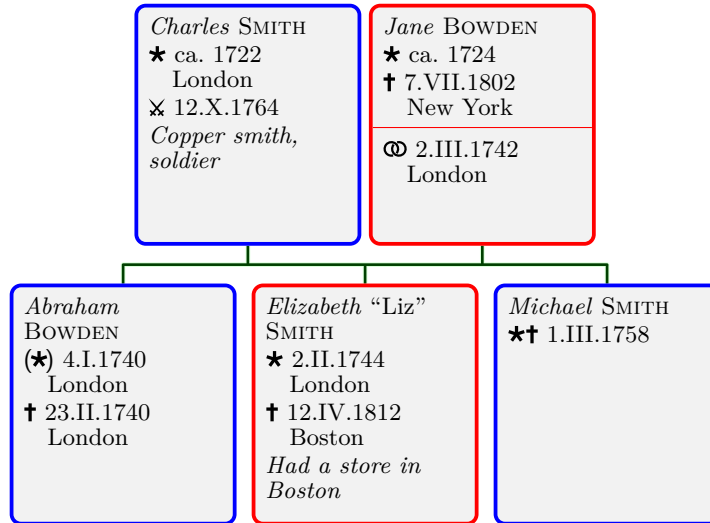 Charles SMITH
* ca. 1722
London
⚔ 12.X.1764
Copper smith,
soldier
Jane BOWDEN
* ca. 1724
† 7.VII.1802
New York
⚭ 2.III.1742
London
Abraham
BOWDEN
(*) 4.I.1740
London
† 23.II.1740
London
Elizabeth “Liz”
SMITH
* 2.II.1744
London
† 12.IV.1812
Boston
Had a store in
Boston
Michael SMITH
*† 1.III.1758